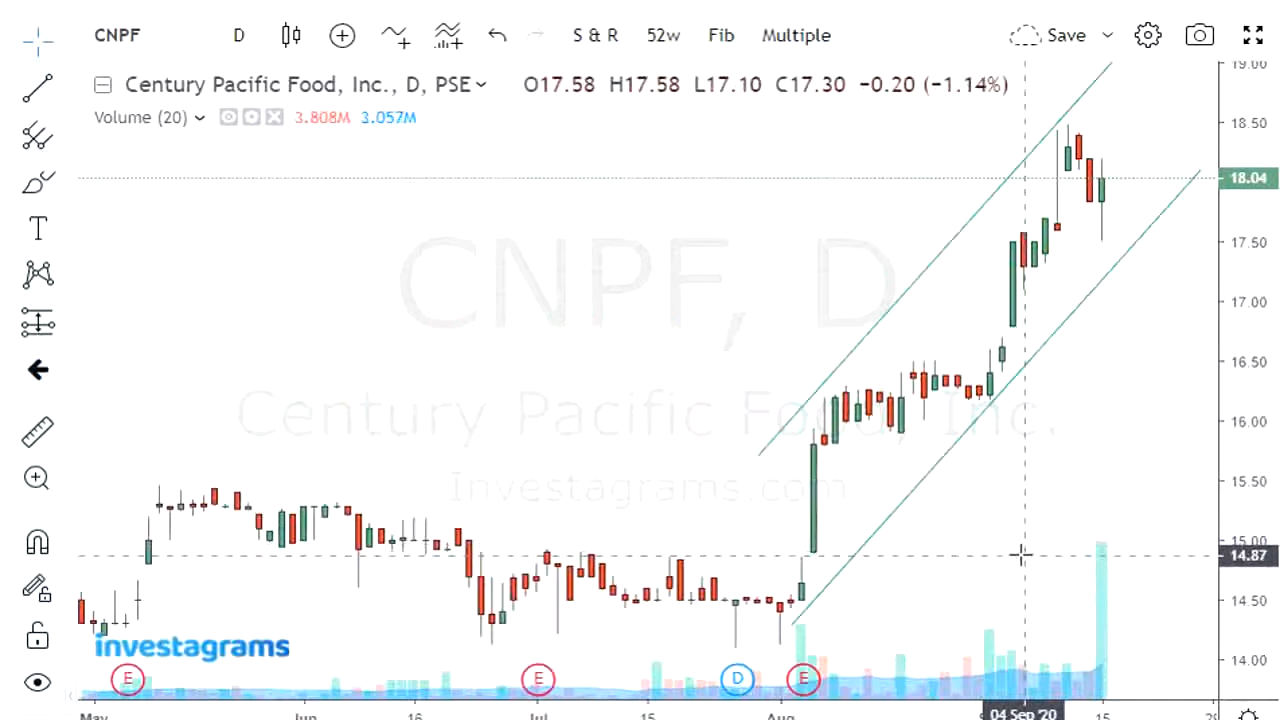 CNPF D S & R 52w Fib Multiple Save
Century Pacific Food, Inc., D, PSE O17.58 H17.58 L17.10 C17.30 −0.20 (−1.14%)
Volume (20) 3.808M 3.057M
19.00
18.50
18.04
17.50
17.00
16.50
16.00
15.50
15.00
14.87
14.50
14.00
CNPF, D
Century Pacific Food, Inc.
Investagrams.com
investagrams
E E D E
May Jun 16 Jul 15 Aug 04 Sep '20 15